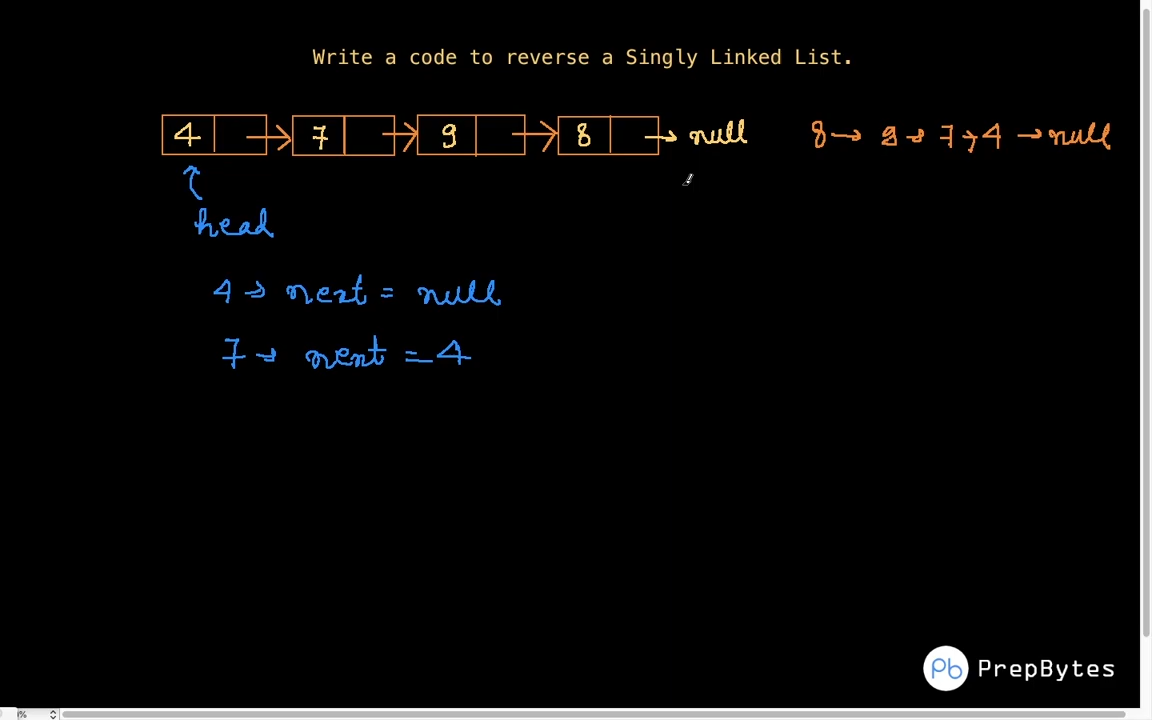 Write a code to reverse a Singly Linked List.
4 → 7 → 9 → 8 → null 8 → 9 → 7 → 4 → null
head
4 → next = null
7 → next = 4
Pb PrepBytes
%